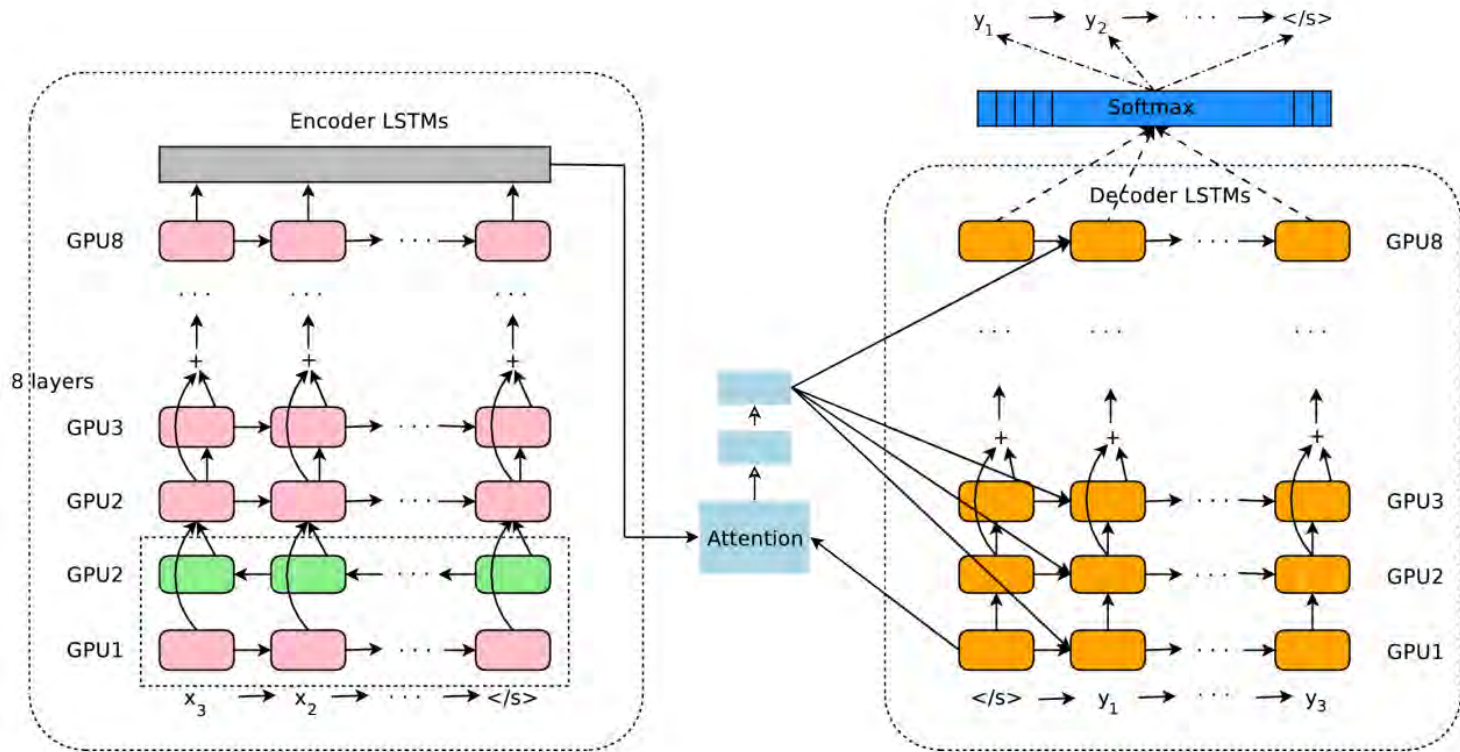 y1 y2 · · · </s>
Softmax
Encoder LSTMs
Decoder LSTMs
GPU8 · · · · · · GPU8
· · · · · · · · ·
· · · · · · · · ·
+ + +
8 layers
GPU3 · · ·
Attention
+ + +
GPU2 · · ·
· · · GPU3
GPU2 · · ·
· · · GPU2
GPU1 · · ·
· · · GPU1
x3 x2 · · · </s>
</s> y1 · · · y3